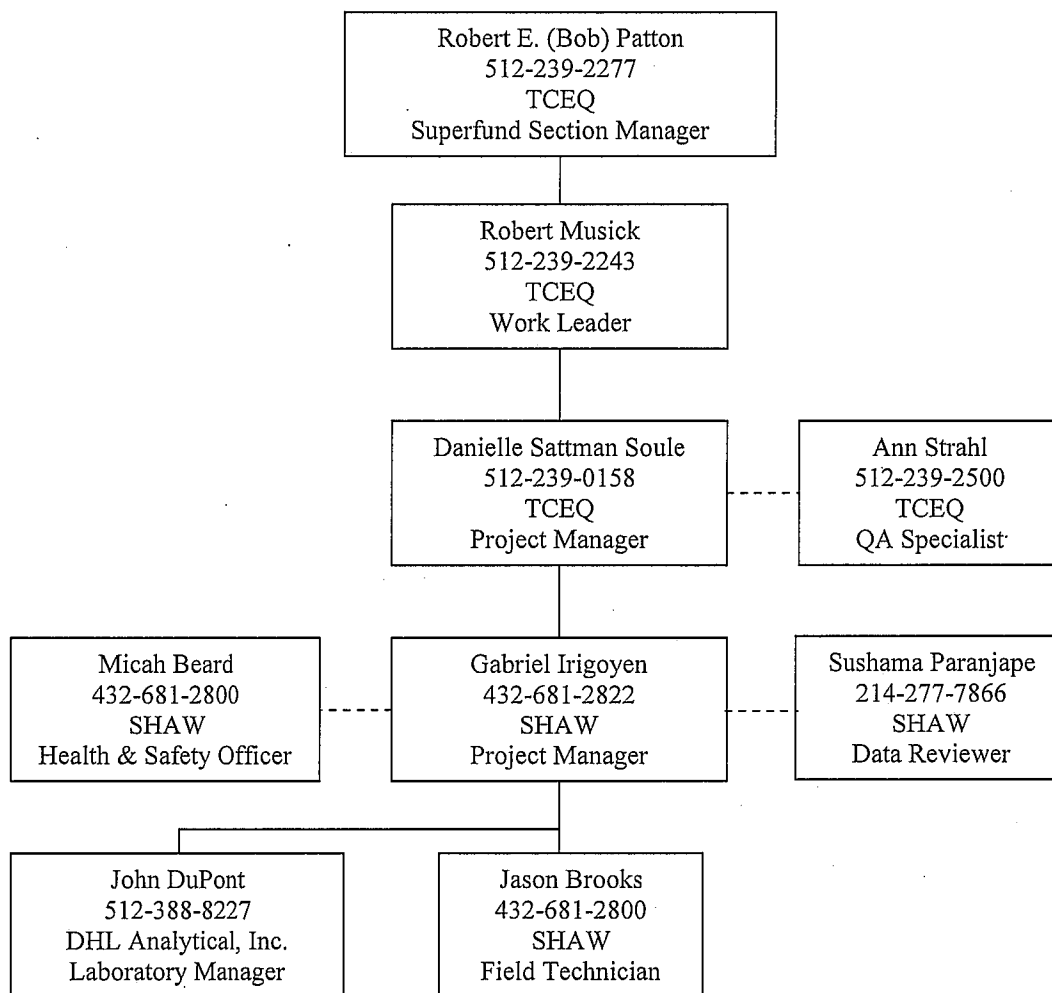 Robert E. (Bob) Patton
512-239-2277
TCEQ
Superfund Section Manager
Robert Musick
512-239-2243
TCEQ
Work Leader
Danielle Sattman Soule
512-239-0158
TCEQ
Project Manager
Ann Strahl
512-239-2500
TCEQ
QA Specialist
Micah Beard
432-681-2800
SHAW
Health & Safety Officer
Gabriel Irigoyen
432-681-2822
SHAW
Project Manager
Sushama Paranjape
214-277-7866
SHAW
Data Reviewer
John DuPont
512-388-8227
DHL Analytical, Inc.
Laboratory Manager
Jason Brooks
432-681-2800
SHAW
Field Technician